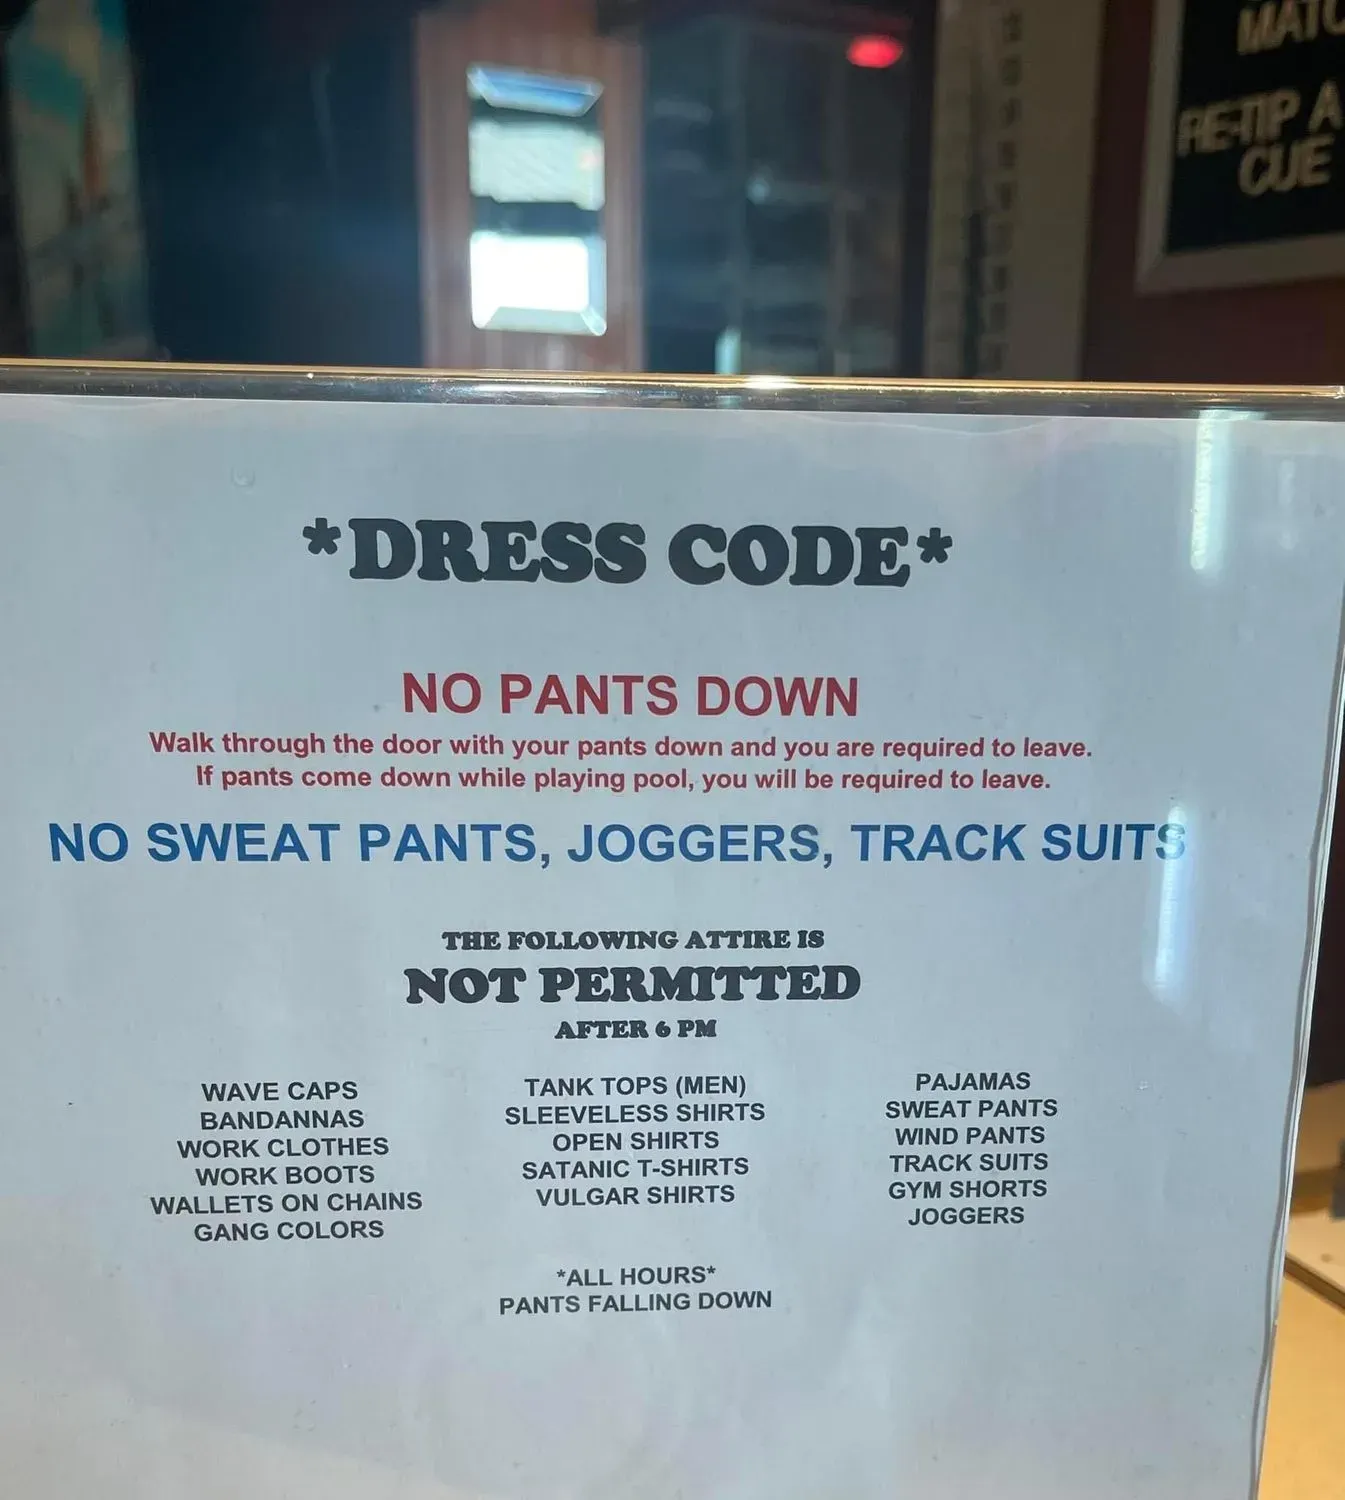 MATC
RE-TIP A
CUE
*DRESS CODE*
NO PANTS DOWN
Walk through the door with your pants down and you are required to leave.
If pants come down while playing pool, you will be required to leave.
NO SWEAT PANTS, JOGGERS, TRACK SUITS
THE FOLLOWING ATTIRE IS
NOT PERMITTED
AFTER 6 PM
WAVE CAPS
BANDANNAS
WORK CLOTHES
WORK BOOTS
WALLETS ON CHAINS
GANG COLORS
TANK TOPS (MEN)
SLEEVELESS SHIRTS
OPEN SHIRTS
SATANIC T-SHIRTS
VULGAR SHIRTS
PAJAMAS
SWEAT PANTS
WIND PANTS
TRACK SUITS
GYM SHORTS
JOGGERS
*ALL HOURS*
PANTS FALLING DOWN